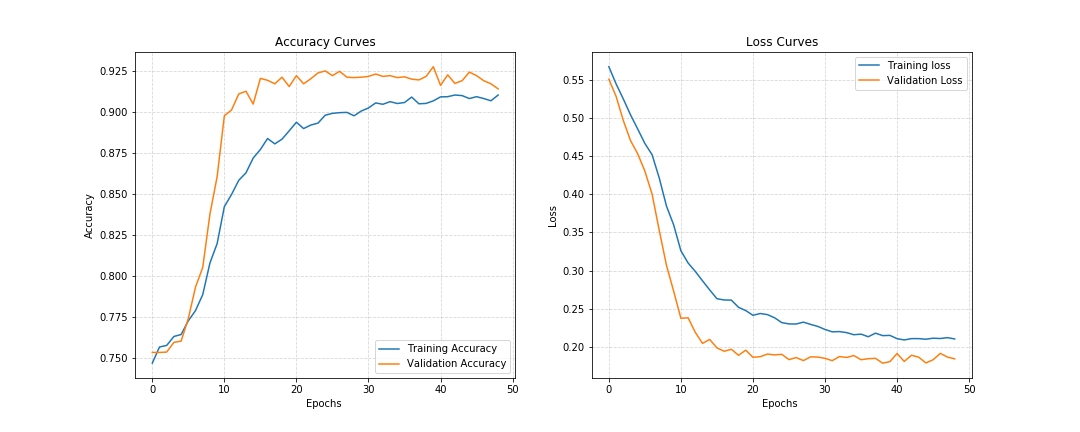 Accuracy Curves
Accuracy
0.925
0.900
0.875
0.850
0.825
0.800
0.775
0.750
0 10 20 30 40 50
Epochs
Training Accuracy
Validation Accuracy
Loss Curves
Loss
0.55
0.50
0.45
0.40
0.35
0.30
0.25
0.20
0 10 20 30 40 50
Epochs
Training loss
Validation Loss